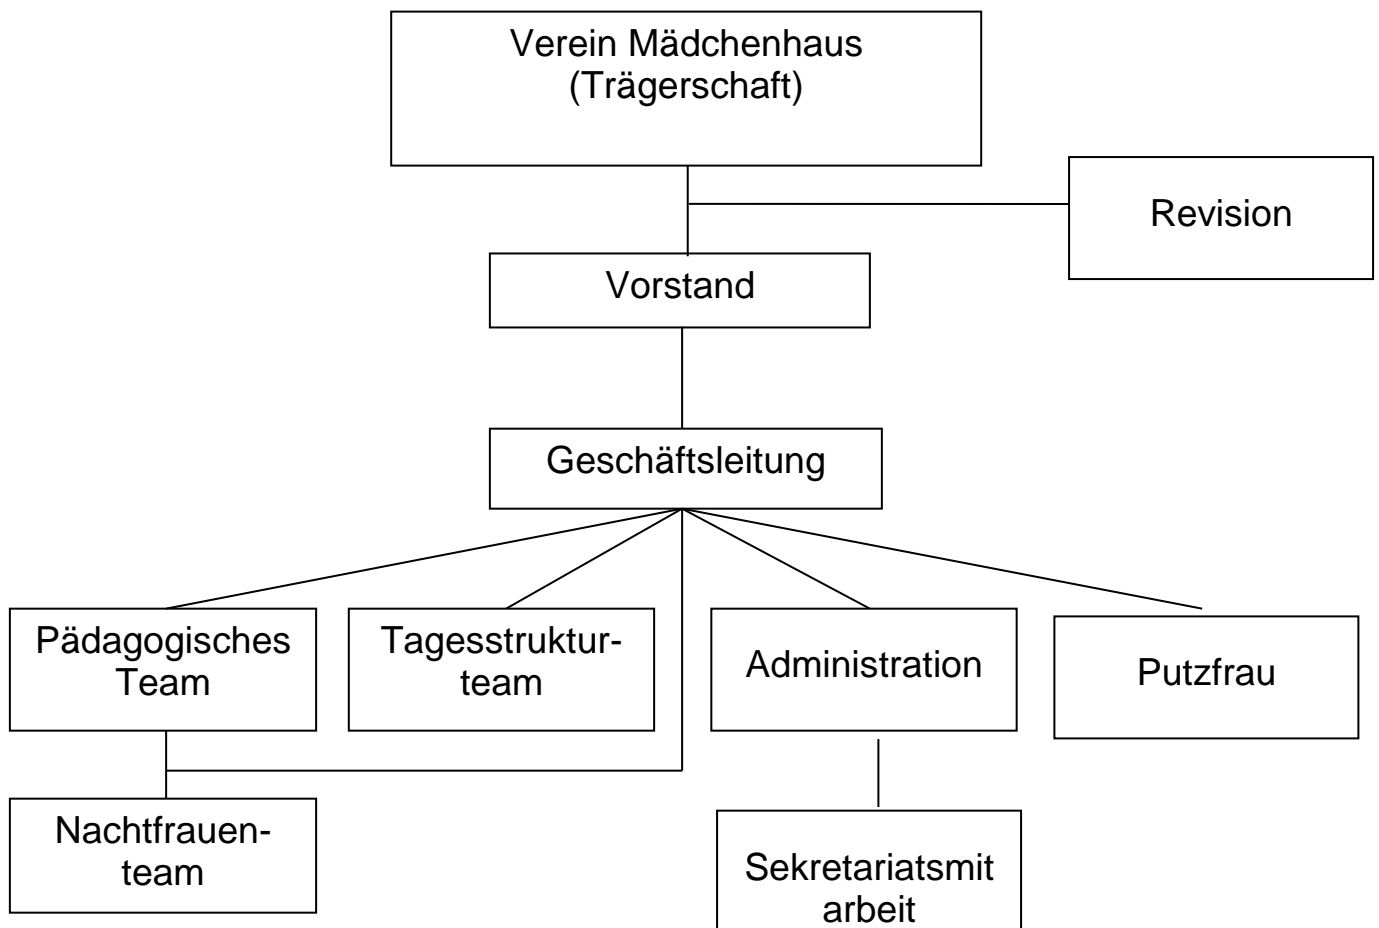 Verein Mädchenhaus
(Trägerschaft)
Revision
Vorstand
Geschäftsleitung
Pädagogisches
Team
Tagesstruktur-
team
Administration
Putzfrau
Nachtfrauen-
team
Sekretariatsmit
arbeit